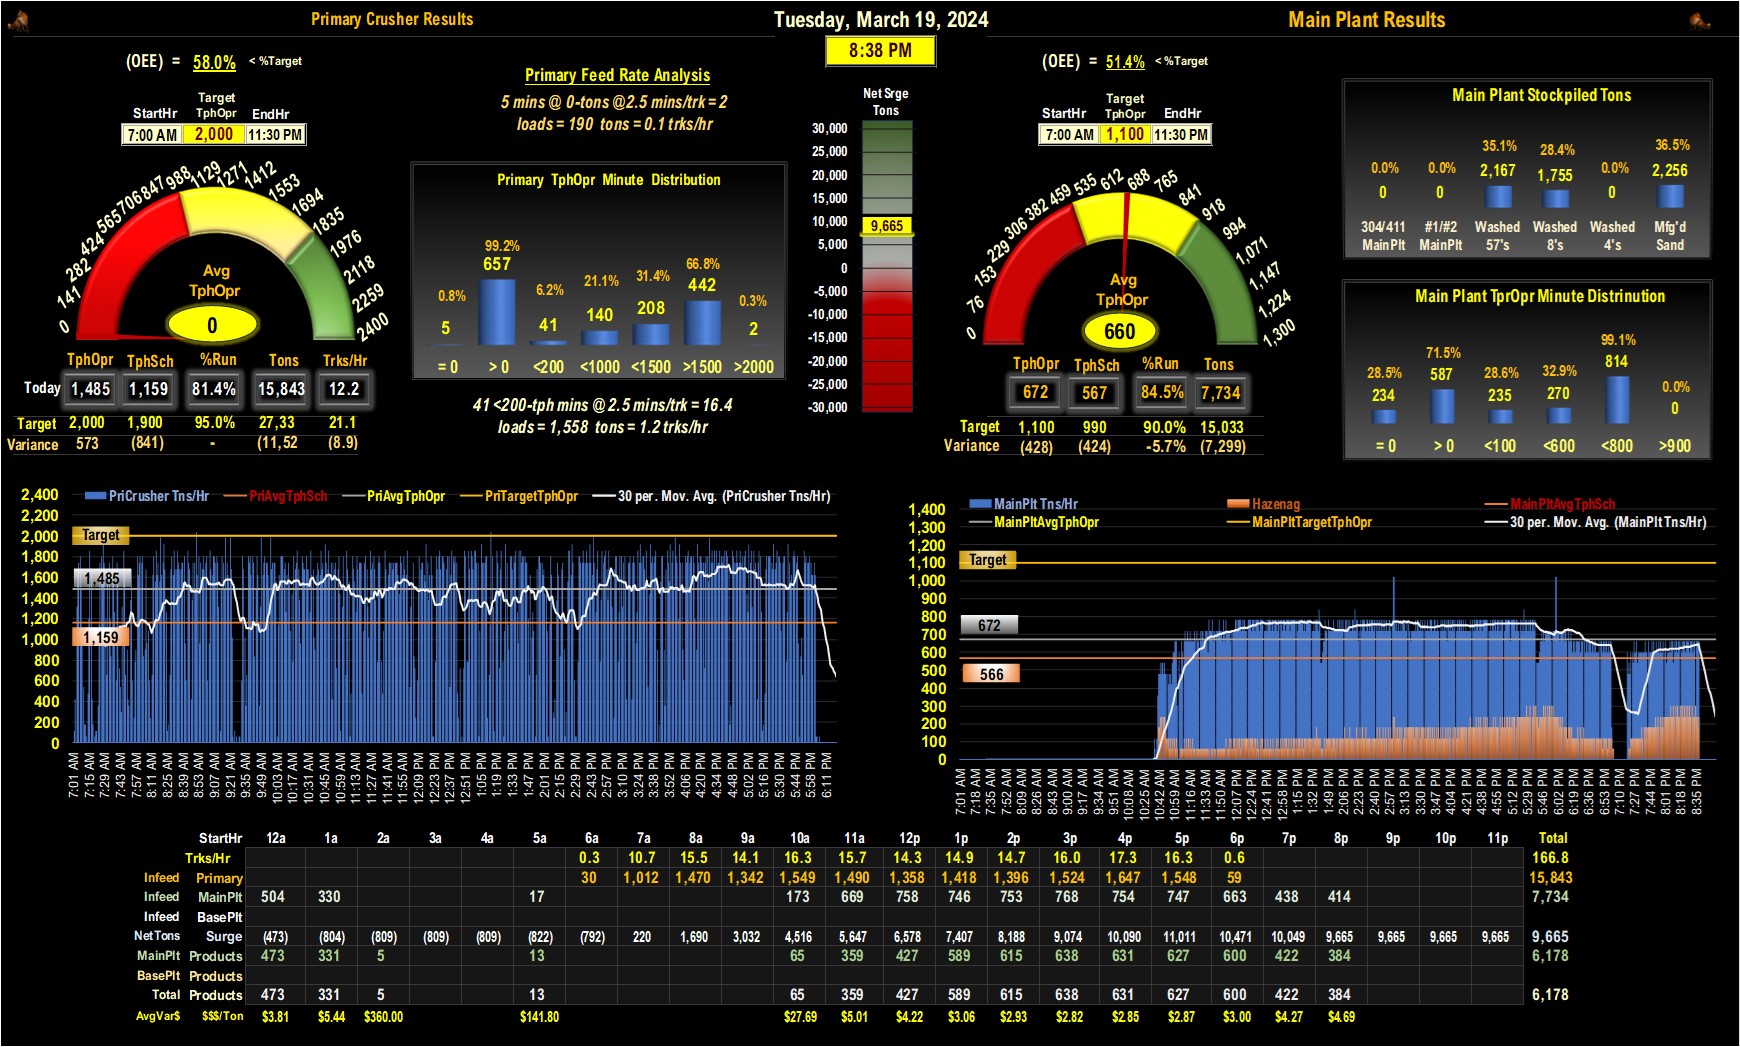 Primary Crusher Results
Tuesday, March 19, 2024
Main Plant Results
8:38 PM
(OEE) = 58.0% < %Target
StartHr Target TphOpr EndHr
7:00 AM 2,000 11:30 PM
0 141 282 424 565 706 847 988 1129 1271 1412 1553 1694 1835 1976 2118 2259 2400
Avg
TphOpr
0
TphOpr TphSch %Run Tons Trks/Hr
Today 1,485 1,159 81.4% 15,843 12.2
Target 2,000 1,900 95.0% 27,33 21.1
Variance 573 (841) - (11,52 (8.9)
Primary Feed Rate Analysis
5 mins @ 0-tons @2.5 mins/trk = 2
loads = 190 tons = 0.1 trks/hr
Primary TphOpr Minute Distribution
0.8% 99.2% 6.2% 21.1% 31.4% 66.8% 0.3%
5 657 41 140 208 442 2
= 0 > 0 <200 <1000 <1500 >1500 >2000
41 <200-tph mins @ 2.5 mins/trk = 16.4
loads = 1,558 tons = 1.2 trks/hr
Net Srge
Tons
30,000
25,000
20,000
15,000
10,000
9,665
5,000
0
-5,000
-10,000
-15,000
-20,000
-25,000
-30,000
(OEE) = 51.4% < %Target
StartHr Target TphOpr EndHr
7:00 AM 1,100 11:30 PM
0 76 153 229 306 382 459 535 612 688 765 841 918 994 1,071 1,147 1,224 1,300
Avg
TphOpr
660
TphOpr TphSch %Run Tons
672 567 84.5% 7,734
Target 1,100 990 90.0% 15,033
Variance (428) (424) -5.7% (7,299)
Main Plant Stockpiled Tons
0.0% 0.0% 35.1% 28.4% 0.0% 36.5%
0 0 2,167 1,755 0 2,256
304/411 #1/#2 Washed Washed Washed Mfg'd
MainPlt MainPlt 57's 8's 4's Sand
Main Plant TprOpr Minute Distrinution
28.5% 71.5% 28.6% 32.9% 99.1% 0.0%
234 587 235 270 814 0
= 0 > 0 <100 <600 <800 >900
PriCrusher Tns/Hr PriAvgTphSch PriAvgTphOpr PriTargetTphOpr 30 per. Mov. Avg. (PriCrusher Tns/Hr)
2,400
2,200
2,000
1,800
1,600
1,400
1,200
1,000
800
600
400
200
0
Target
1,485
1,159
7:01 AM 7:15 AM 7:29 AM 7:43 AM 7:57 AM 8:11 AM 8:25 AM 8:39 AM 8:53 AM 9:07 AM 9:21 AM 9:35 AM 9:49 AM 10:03 AM 10:17 AM 10:31 AM 10:45 AM 10:59 AM 11:13 AM 11:27 AM 11:41 AM 11:55 AM 12:09 PM 12:23 PM 12:37 PM 12:51 PM 1:05 PM 1:19 PM 1:33 PM 1:47 PM 2:01 PM 2:15 PM 2:29 PM 2:43 PM 2:57 PM 3:10 PM 3:24 PM 3:38 PM 3:52 PM 4:06 PM 4:20 PM 4:34 PM 4:48 PM 5:02 PM 5:16 PM 5:30 PM 5:44 PM 5:58 PM 6:11 PM
MainPlt Tns/Hr Hazenag MainPltAvgTphSch
MainPltAvgTphOpr MainPltTargetTphOpr 30 per. Mov. Avg. (MainPlt Tns/Hr)
1,400
1,300
1,200
1,100
1,000
900
800
700
600
500
400
300
200
100
0
Target
672
566
7:01 AM 7:18 AM 7:35 AM 7:52 AM 8:09 AM 8:26 AM 8:43 AM 9:00 AM 9:17 AM 9:34 AM 9:51 AM 10:08 AM 10:25 AM 10:42 AM 10:59 AM 11:16 AM 11:33 AM 11:50 AM 12:07 PM 12:24 PM 12:41 PM 12:58 PM 1:15 PM 1:32 PM 1:49 PM 2:06 PM 2:23 PM 2:40 PM 2:57 PM 3:13 PM 3:30 PM 3:47 PM 4:04 PM 4:21 PM 4:38 PM 4:55 PM 5:12 PM 5:29 PM 5:46 PM 6:02 PM 6:19 PM 6:36 PM 6:53 PM 7:10 PM 7:27 PM 7:44 PM 8:01 PM 8:18 PM 8:35 PM
StartHr 12a 1a 2a 3a 4a 5a 6a 7a 8a 9a 10a 11a 12p 1p 2p 3p 4p 5p 6p 7p 8p 9p 10p 11p Total
Trks/Hr 0.3 10.7 15.5 14.1 16.3 15.7 14.3 14.9 14.7 16.0 17.3 16.3 0.6 166.8
Infeed Primary 30 1,012 1,470 1,342 1,549 1,490 1,358 1,418 1,396 1,524 1,647 1,548 59 15,843
Infeed MainPlt 504 330 17 173 669 758 746 753 768 754 747 663 438 414 7,734
Infeed BasePlt
NetTons Surge (473) (804) (809) (809) (809) (822) (792) 220 1,690 3,032 4,516 5,647 6,578 7,407 8,188 9,074 10,090 11,011 10,471 10,049 9,665 9,665 9,665 9,665 9,665
MainPlt Products 473 331 5 13 65 359 427 589 615 638 631 627 600 422 384 6,178
BasePlt Products
Total Products 473 331 5 13 65 359 427 589 615 638 631 627 600 422 384 6,178
AvgVar$ $$$/Ton $3.81 $5.44 $360.00 $141.80 $27.69 $5.01 $4.22 $3.06 $2.93 $2.82 $2.85 $2.87 $3.00 $4.27 $4.69